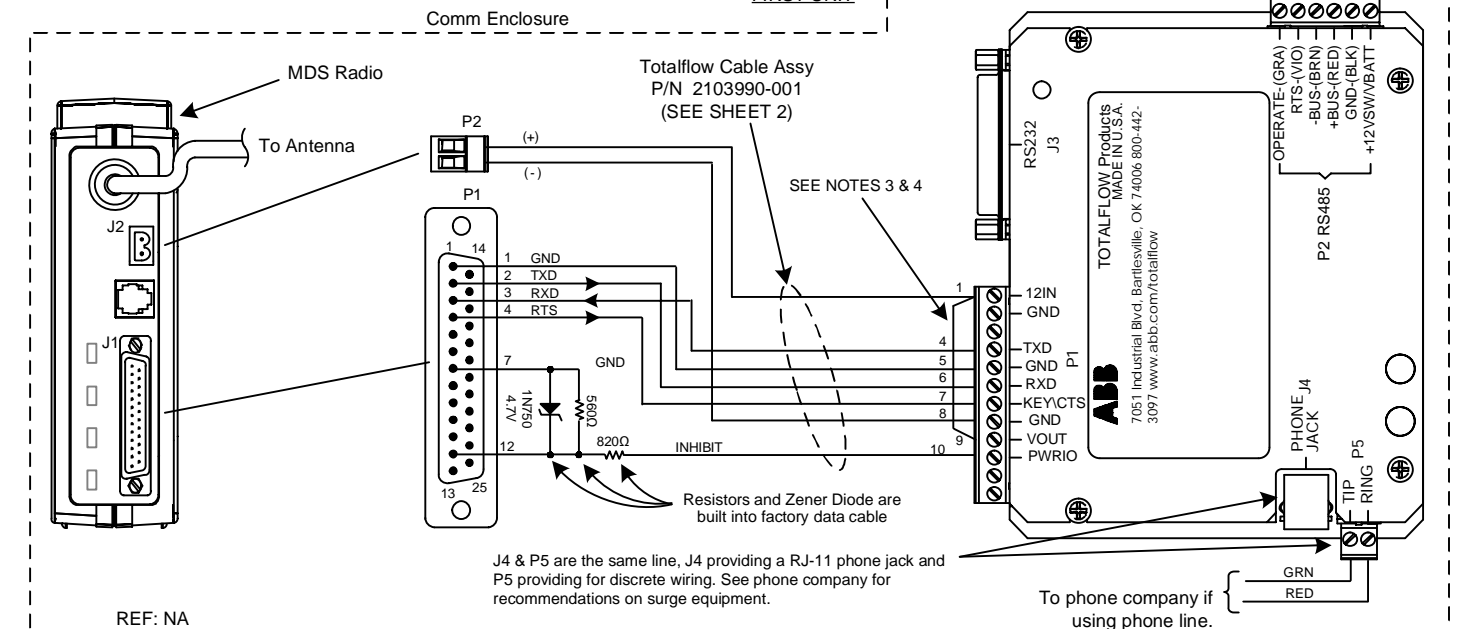 Comm Enclosure
MDS Radio
To Antenna
J2
J1
P2
(+)
(-)
P1
1
14
13
25
1 GND
2 TXD
3 RXD
4 RTS
7 GND
12
1N750
4.7V
560Ω
820Ω
INHIBIT
Totalflow Cable Assy
P/N 2103990-001
(SEE SHEET 2)
SEE NOTES 3 & 4
Resistors and Zener Diode are
built into factory data cable
RS232
J3
OPERATE-(GRA)
RTS-(VIO)
-BUS-(BRN)
+BUS-(RED)
GND-(BLK)
+12VSW/VBATT
P2 RS485
TOTALFLOW Products
MADE IN U.S.A.
7051 Industrial Blvd, Bartlesville, OK 74006 800-442-
3097 www.abb.com/totalflow
ABB
1 12IN
GND
4 TXD
5 GND
6 RXD
7 KEY\CTS
8 GND
9 VOUT
10 PWRIO
P1
PHONE
JACK
J4
TIP
RING
P5
J4 & P5 are the same line, J4 providing a RJ-11 phone jack and
P5 providing for discrete wiring. See phone company for
recommendations on surge equipment.
GRN
RED
To phone company if
using phone line.
REF: NA